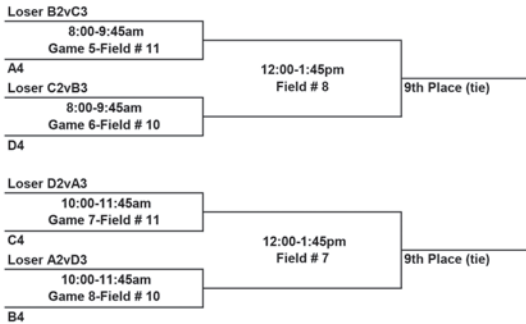 Loser B2vC3
8:00-9:45am
Game 5-Field # 11
A4
Loser C2vB3
8:00-9:45am
Game 6-Field # 10
D4
12:00-1:45pm
Field # 8
9th Place (tie)
Loser D2vA3
10:00-11:45am
Game 7-Field # 11
C4
Loser A2vD3
10:00-11:45am
Game 8-Field # 10
B4
12:00-1:45pm
Field # 7
9th Place (tie)